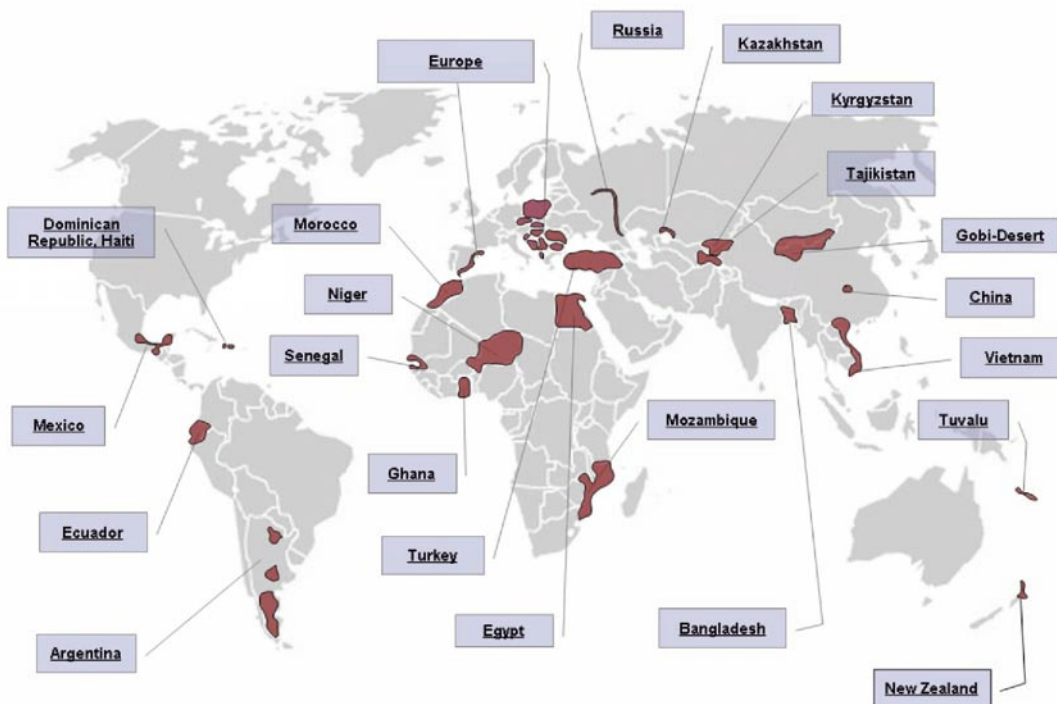 Russia
Kazakhstan
Europe
Kyrgyzstan
Tajikistan
Dominican
Republic, Haiti
Morocco
Gobi-Desert
Niger
China
Senegal
Vietnam
Mexico
Mozambique
Tuvalu
Ghana
Ecuador
Turkey
Egypt
Bangladesh
Argentina
New Zealand